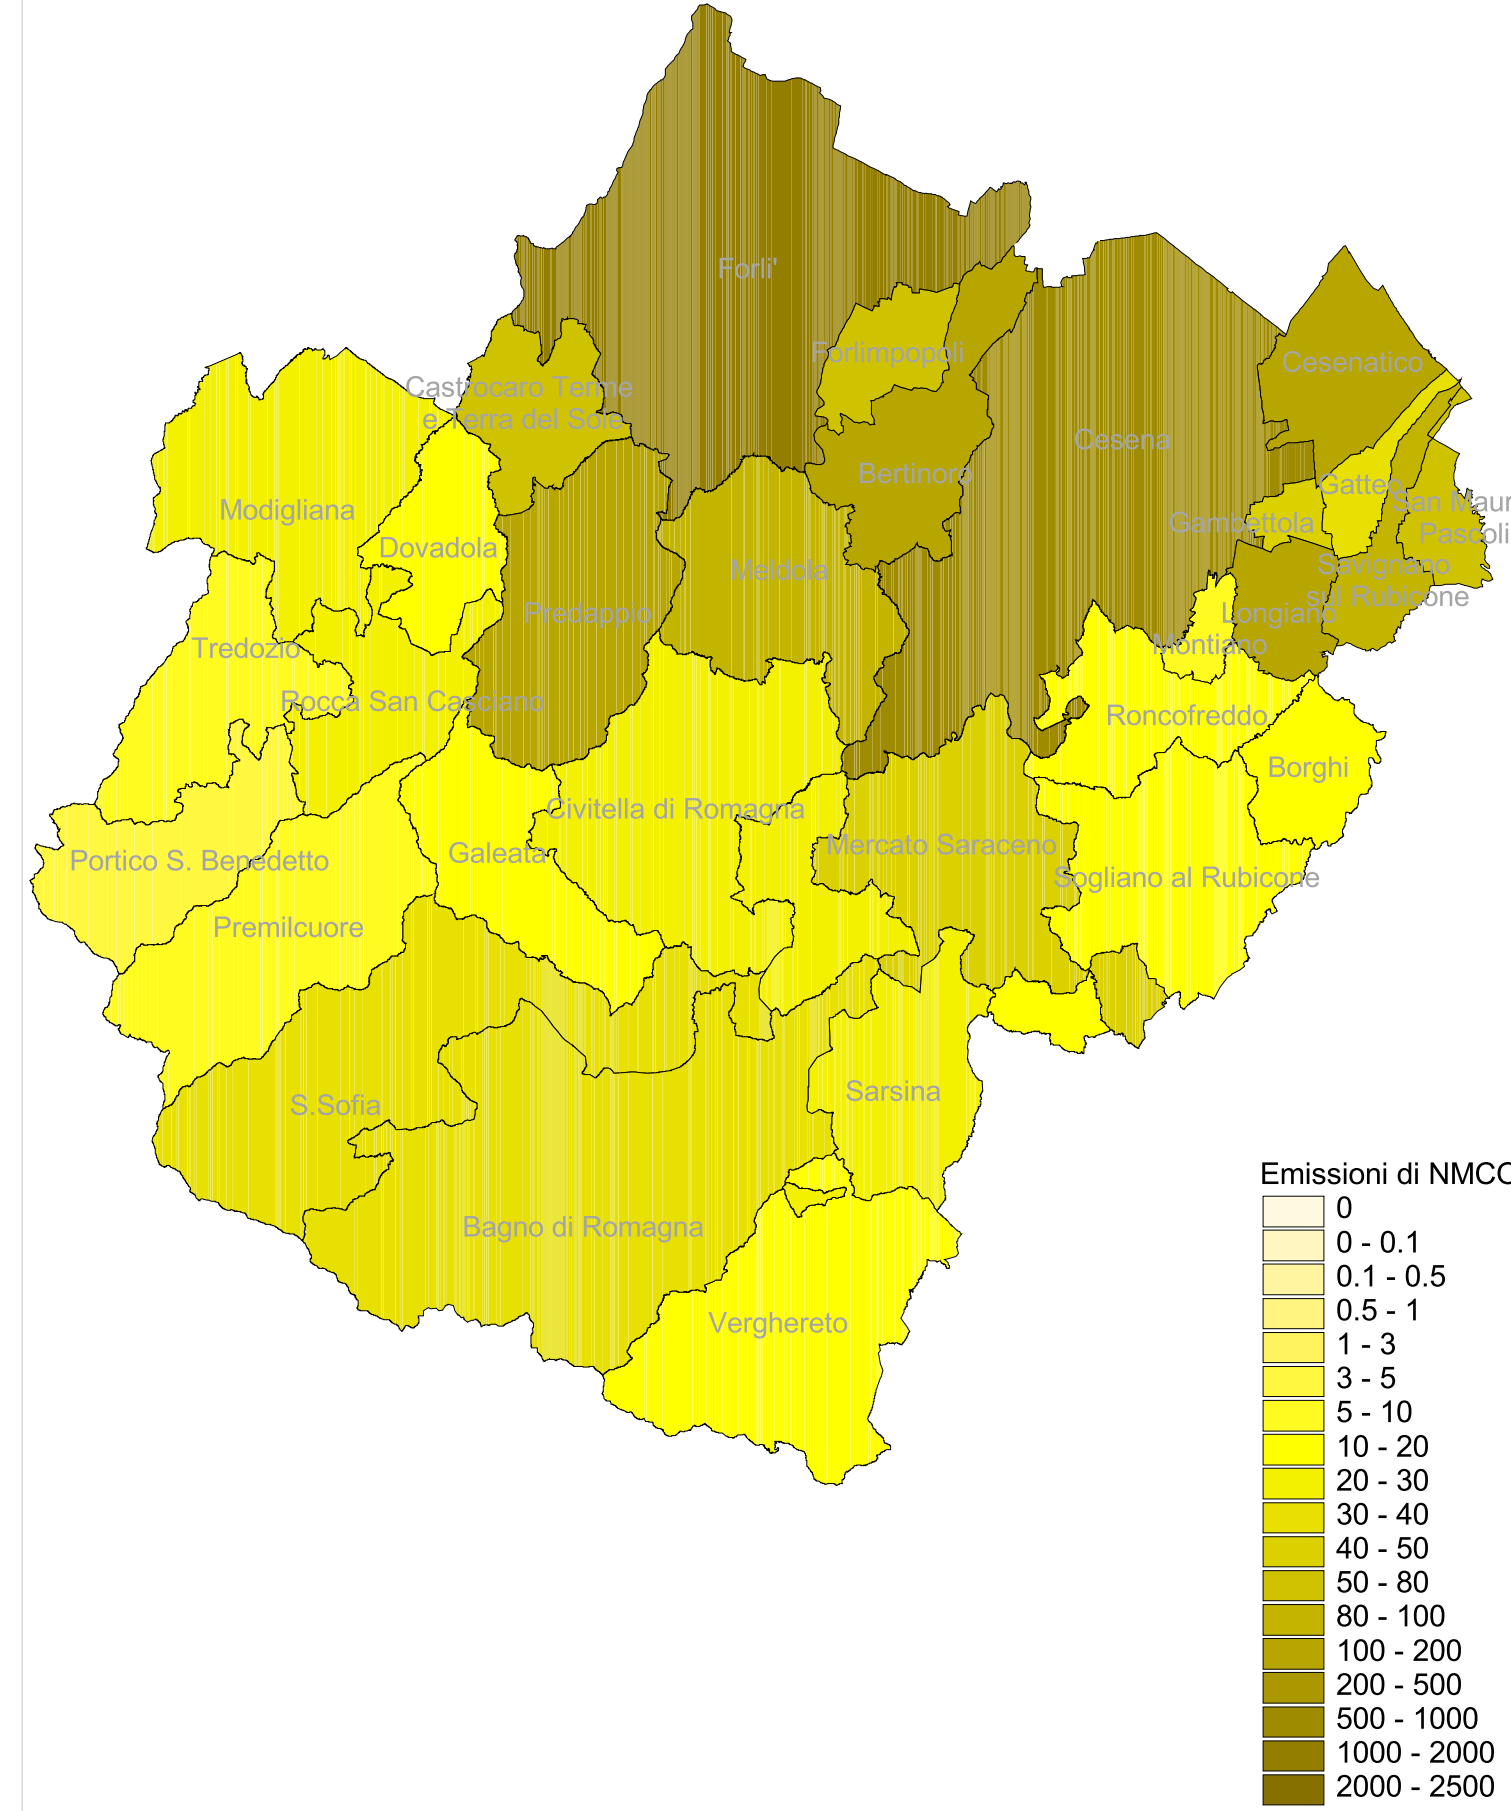 Forli'
Forlimpopoli
Cesenatico
Castrocaro Terme
e Terra del Sole
Cesena
Bertinoro
Gatteo
San Maur
Pascoli
Modigliana
Gambettola
Dovadola
Meldola
Savignano
sul Rubicone
Predappio
Longiano
Tredozio
Montiano
Rocca San Casciano
Roncofreddo
Borghi
Civitella di Romagna
Mercato Saraceno
Galeata
Portico S. Benedetto
Sogliano al Rubicone
Premilcuore
Sarsina
S.Sofia
Bagno di Romagna
Verghereto
Emissioni di NMCO
0
0 - 0.1
0.1 - 0.5
0.5 - 1
1 - 3
3 - 5
5 - 10
10 - 20
20 - 30
30 - 40
40 - 50
50 - 80
80 - 100
100 - 200
200 - 500
500 - 1000
1000 - 2000
2000 - 2500